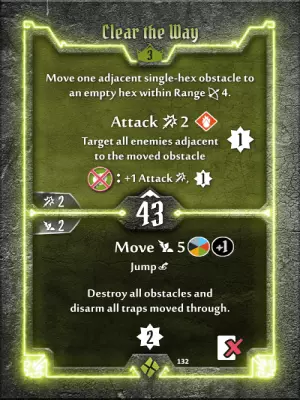 Clear the Way
3
Move one adjacent single-hex obstacle to
an empty hex within Range 4.
Attack 2
Target all enemies adjacent
to the moved obstacle
1
: +1 Attack , 1
2
43
2
Move 5 +1
Jump
Destroy all obstacles and
disarm all traps moved through.
2
132